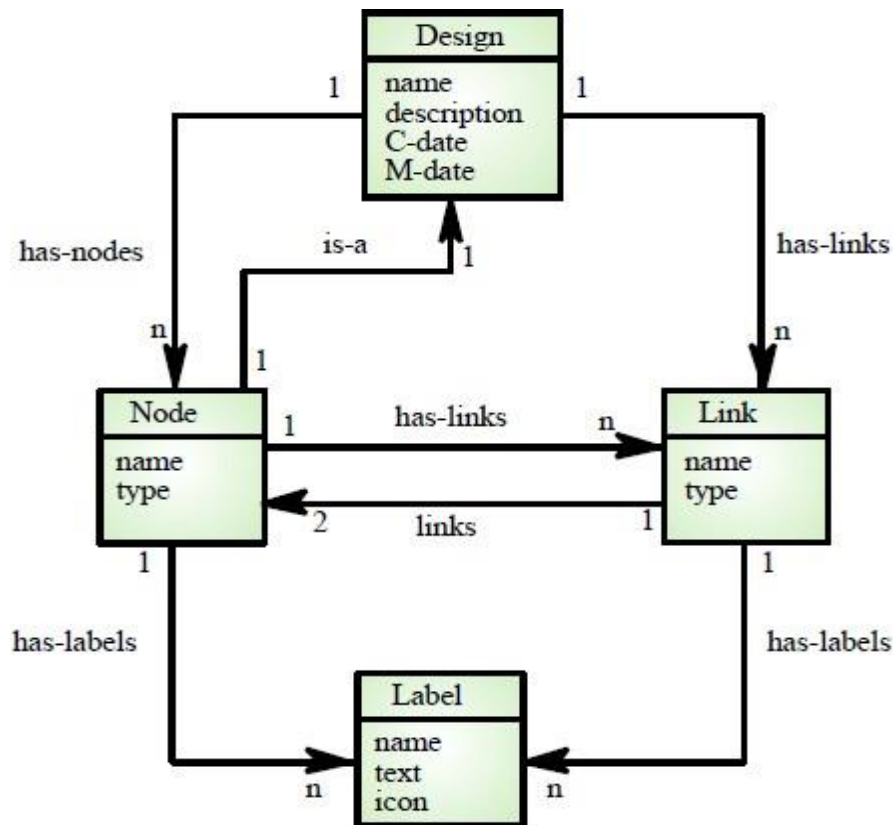 Design
1
1
name
description
C-date
M-date
has-nodes
is-a
1
has-links
n
n
1
Node
Link
1
has-links
n
name
type
name
type
2
links
1
1
1
has-labels
has-labels
Label
name
text
icon
n
n